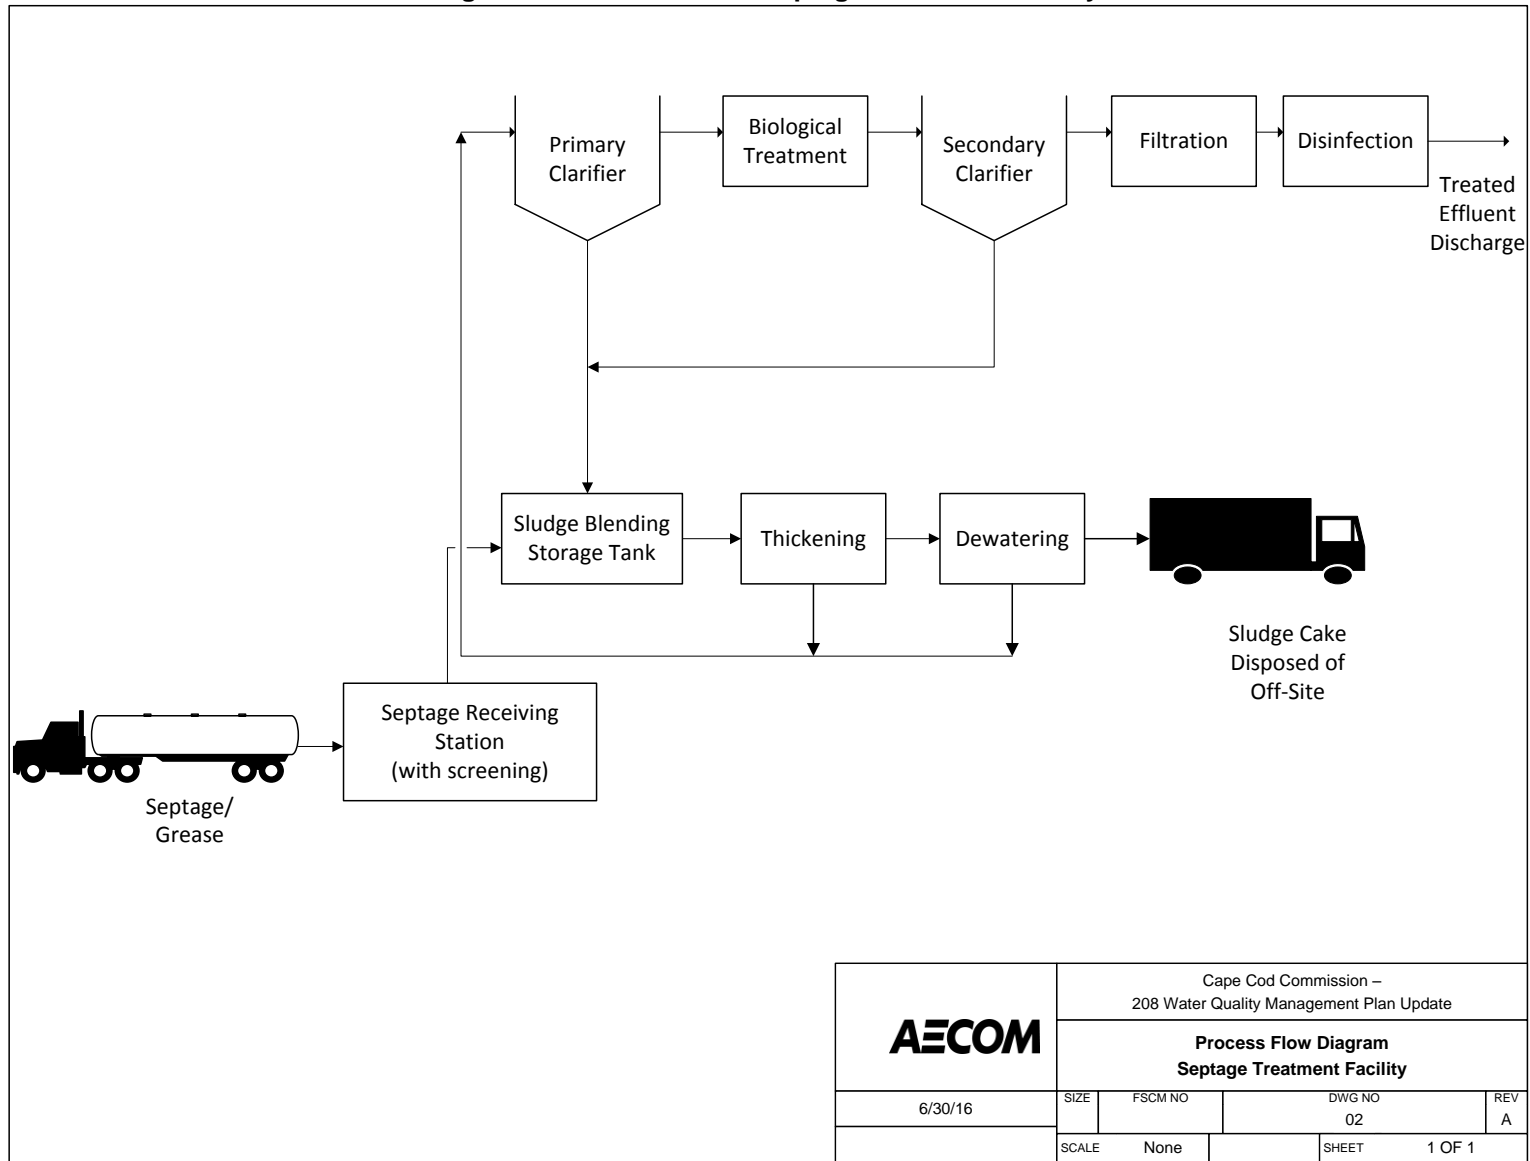 Primary
Clarifier
Biological
Treatment
Secondary
Clarifier
Filtration
Disinfection
Treated
Effluent
Discharge
Sludge Blending
Storage Tank
Thickening
Dewatering
Sludge Cake
Disposed of
Off-Site
Septage Receiving
Station
(with screening)
Septage/
Grease
AECOM
Cape Cod Commission –
208 Water Quality Management Plan Update
Process Flow Diagram
Septage Treatment Facility
6/30/16
SIZE
FSCM NO
DWG NO
02
REV
A
SCALE None
SHEET 1 OF 1